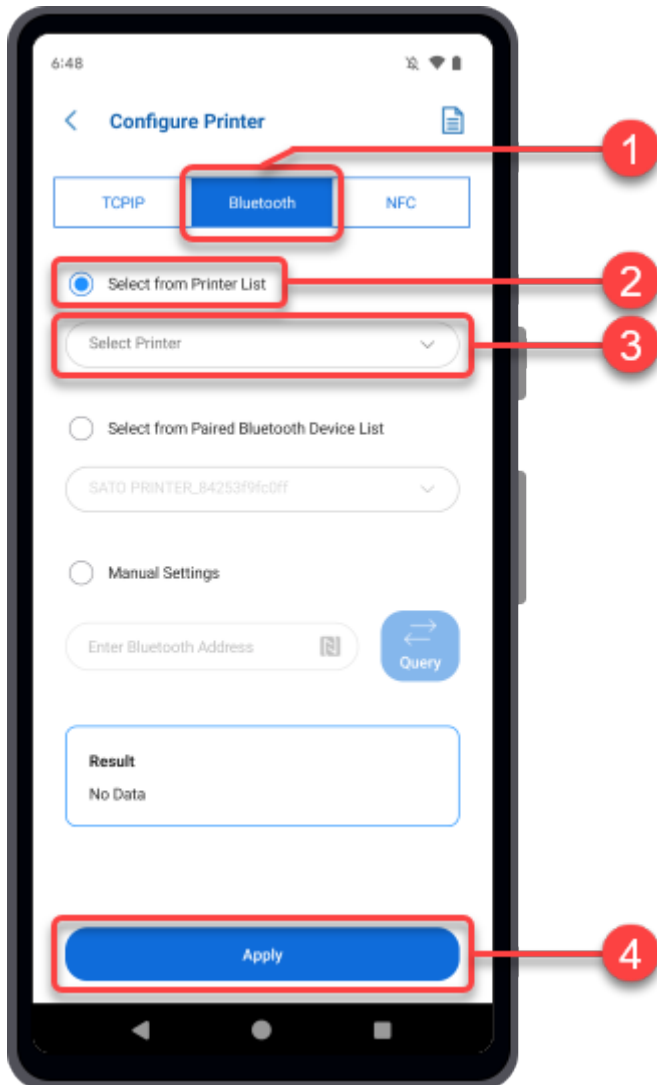 6:48
Configure Printer
1
TCPIP Bluetooth NFC
Select from Printer List
2
Select Printer
3
Select from Paired Bluetooth Device List
SATO PRINTER_84253f9fc0ff
Manual Settings
Enter Bluetooth Address
Query
Result
No Data
Apply
4